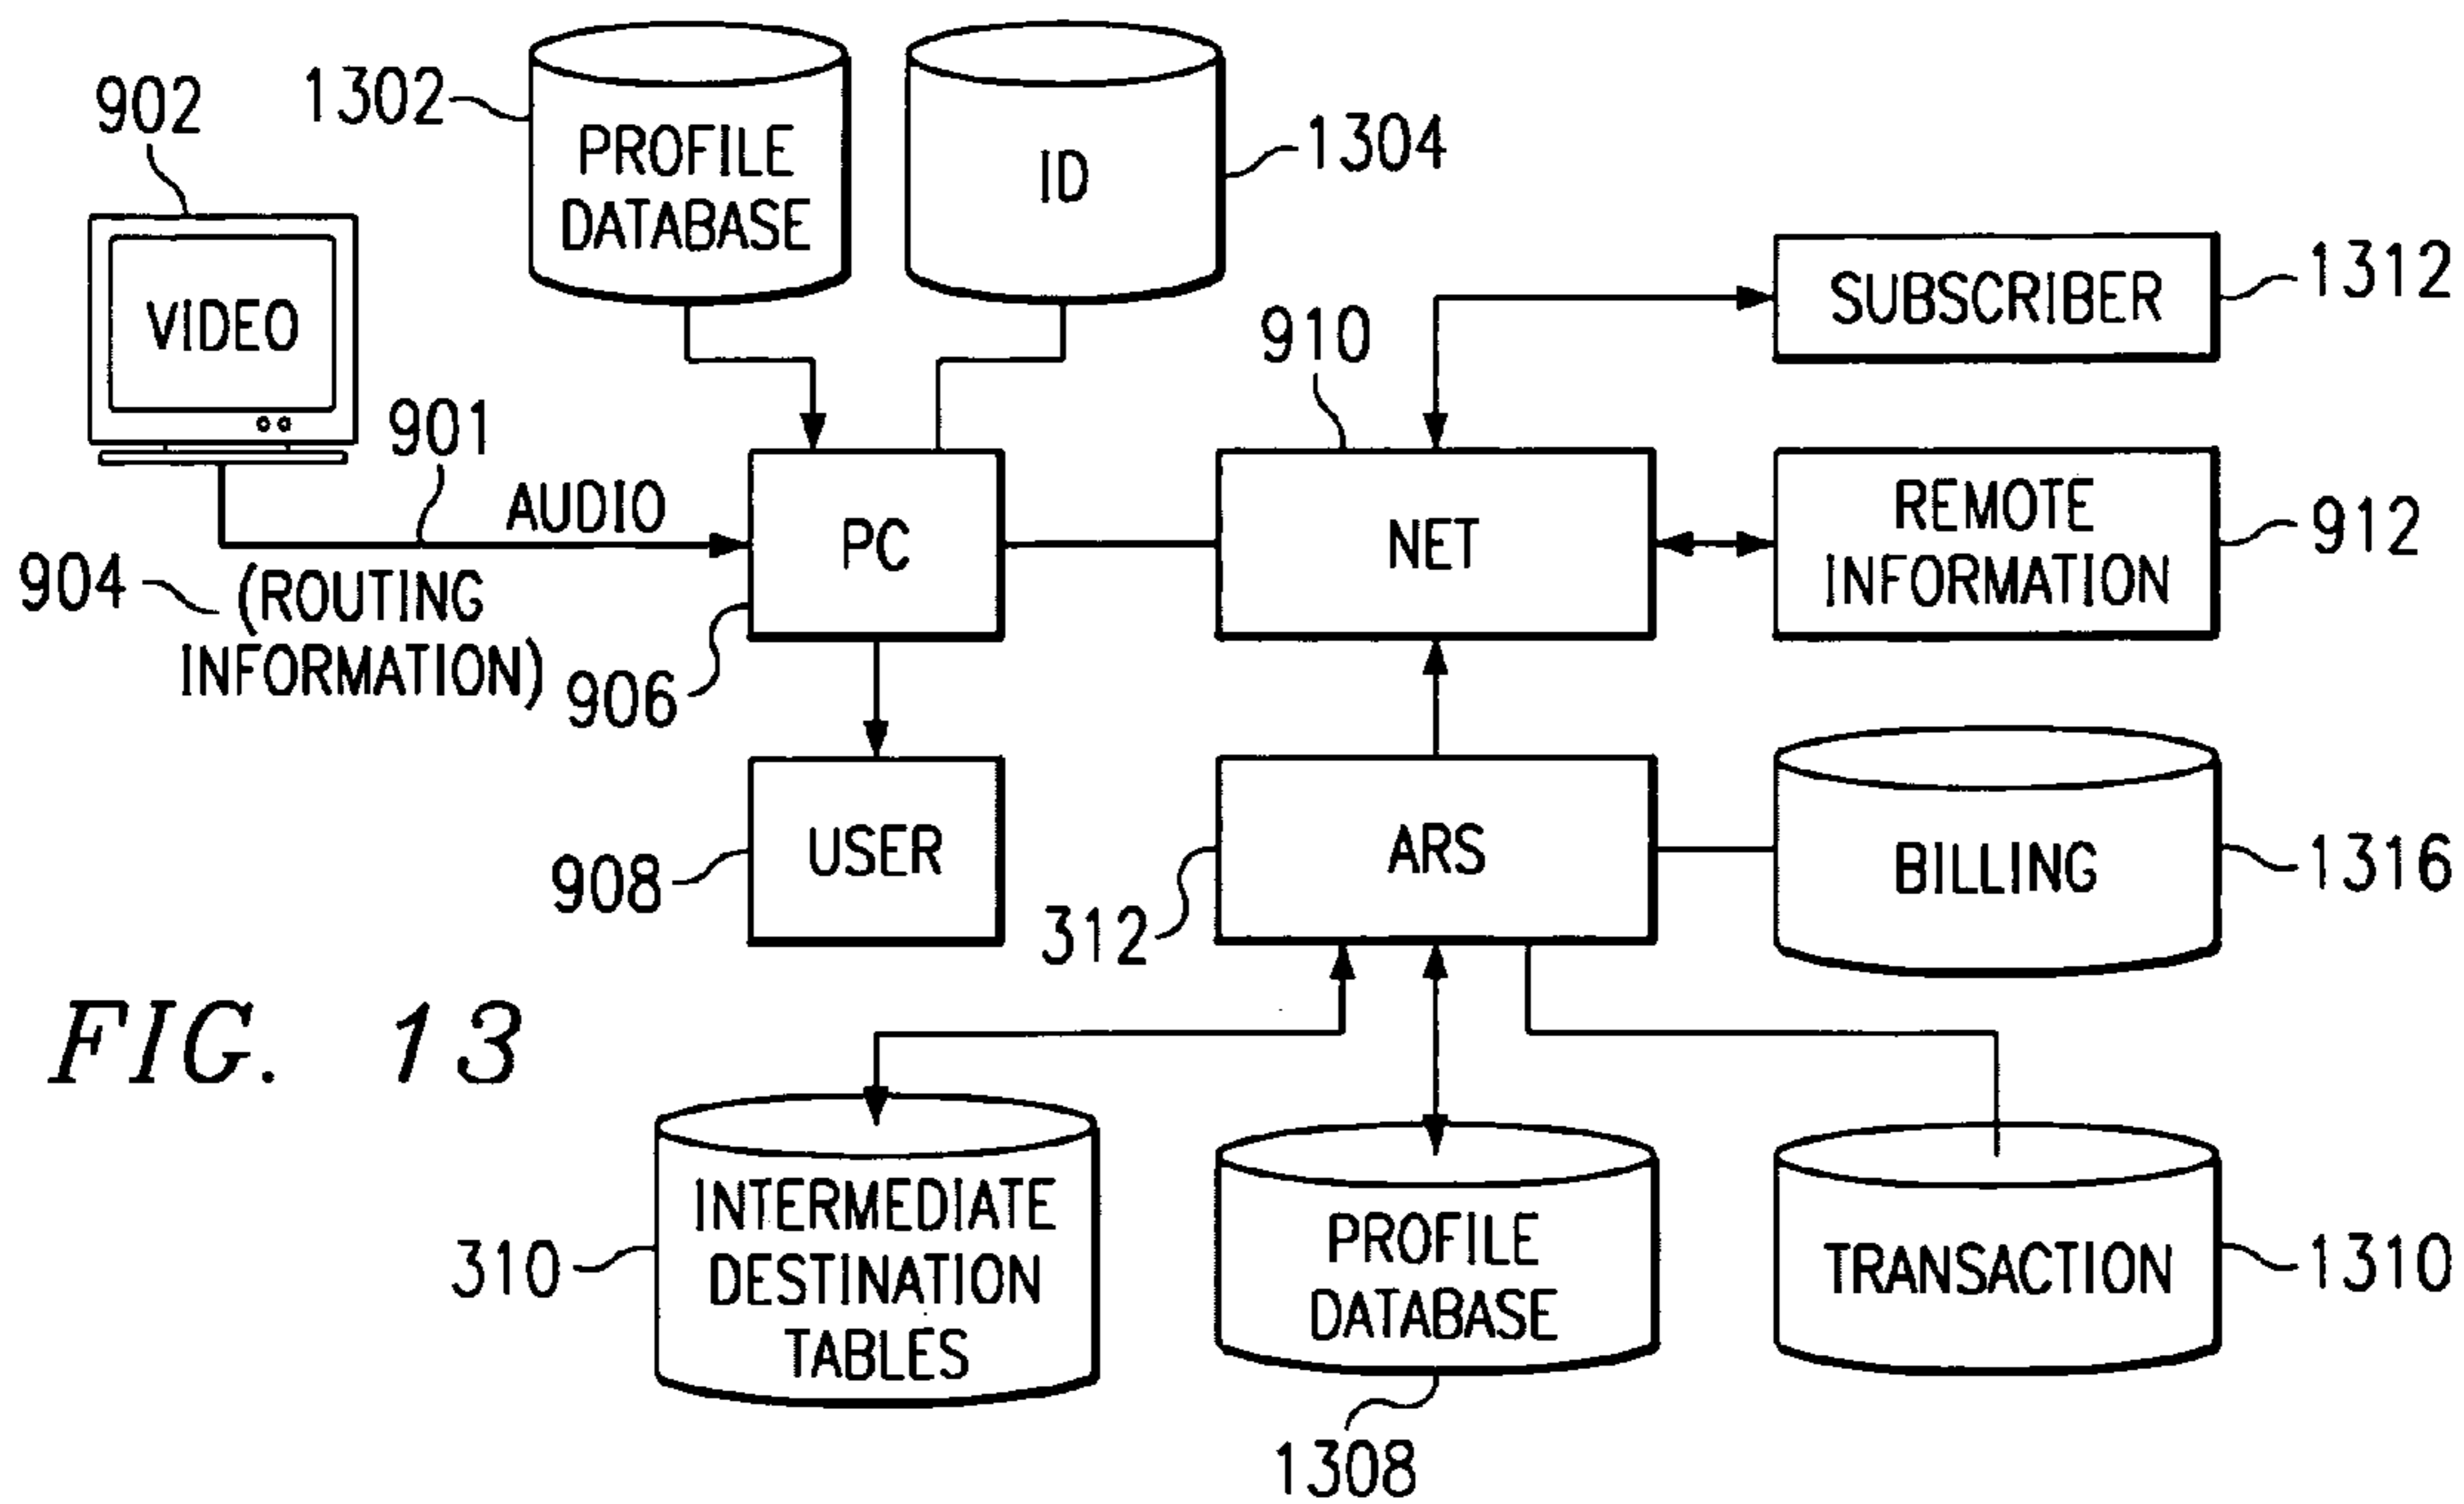 902
1302
PROFILE
DATABASE
ID
1304
VIDEO
SUBSCRIBER
1312
910
901
AUDIO
904
(ROUTING
INFORMATION)
PC
906
NET
REMOTE
INFORMATION
912
USER
908
ARS
312
BILLING
1316
FIG. 13
310
INTERMEDIATE
DESTINATION
TABLES
PROFILE
DATABASE
1308
TRANSACTION
1310